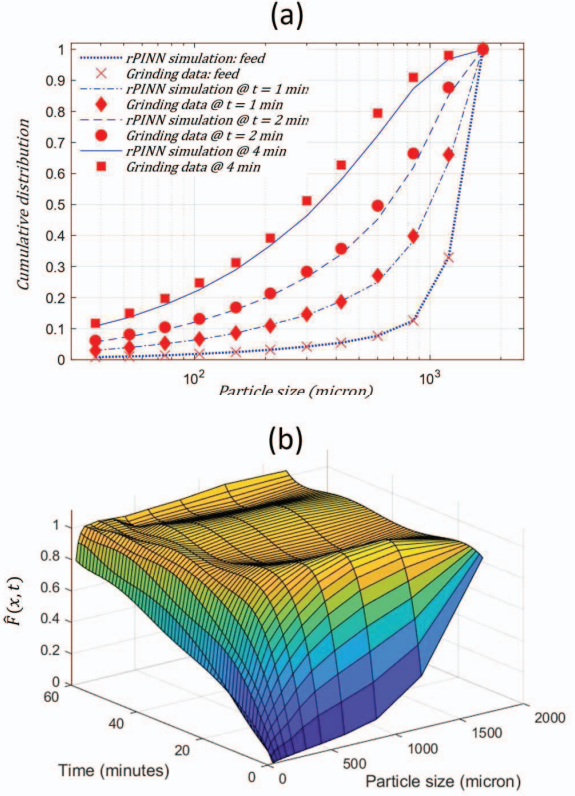 (a)
1
0.9
0.8
0.7
0.6
0.5
0.4
0.3
0.2
0.1
0
Cumulative distribution
rPINN simulation: feed
Grinding data: feed
rPINN simulation @ t = 1 min
Grinding data @ t = 1 min
rPINN simulation @ t = 2 min
Grinding data @ t = 2 min
rPINN simulation @ 4 min
Grinding data @ 4 min
10²
10³
Particle size (micron)
(b)
1
0.8
0.6
0.4
0.2
0
F̂(x,t)
60
40
20
0
Time (minutes)
0
500
1000
1500
2000
Particle size (micron)